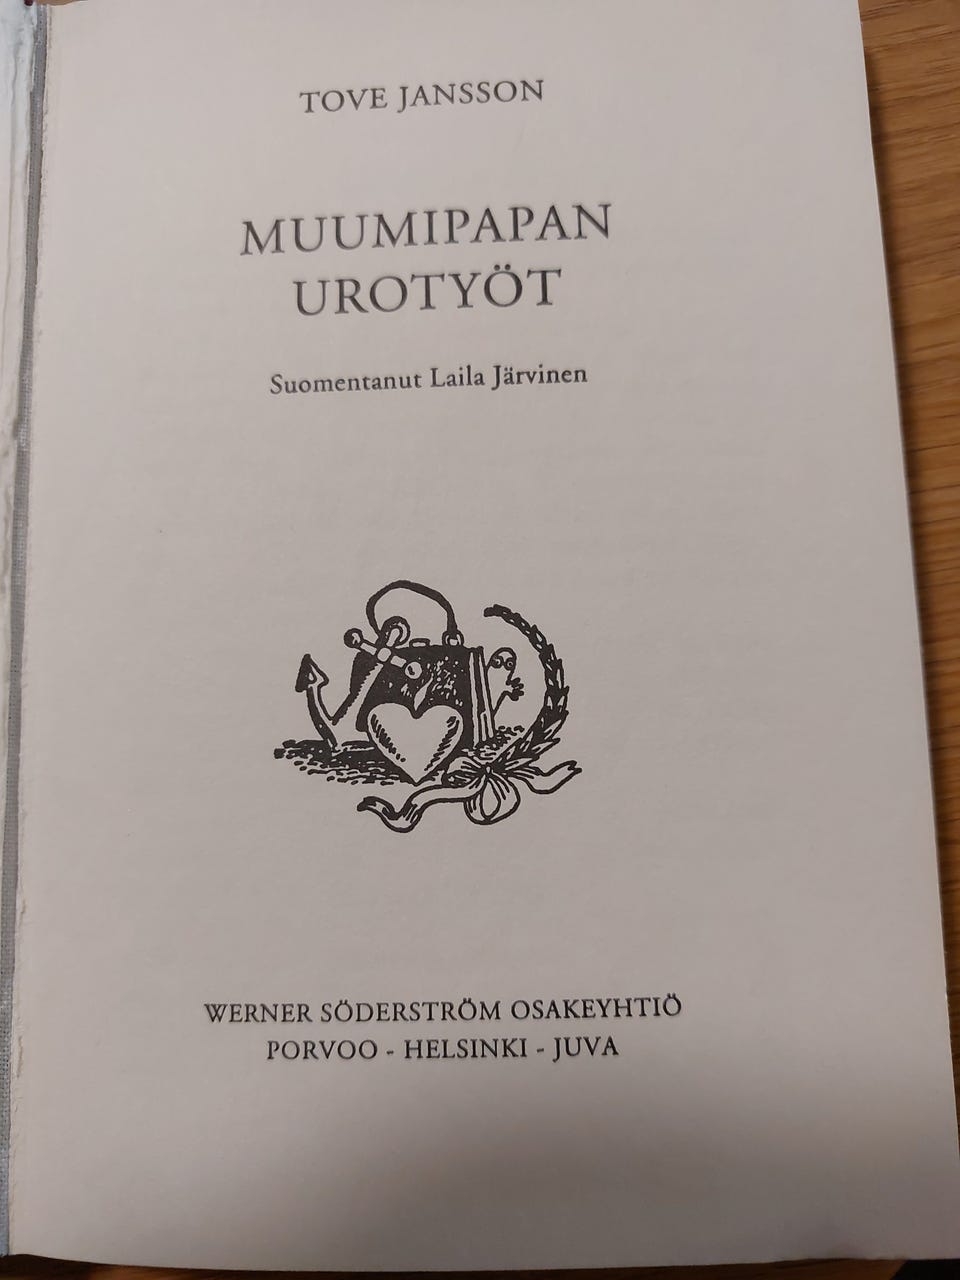 TOVE JANSSON
MUUMIPAPAN
UROTYÖT
Suomentanut Laila Järvinen
WERNER SÖDERSTRÖM OSAKEYHTIÖ
PORVOO - HELSINKI - JUVA